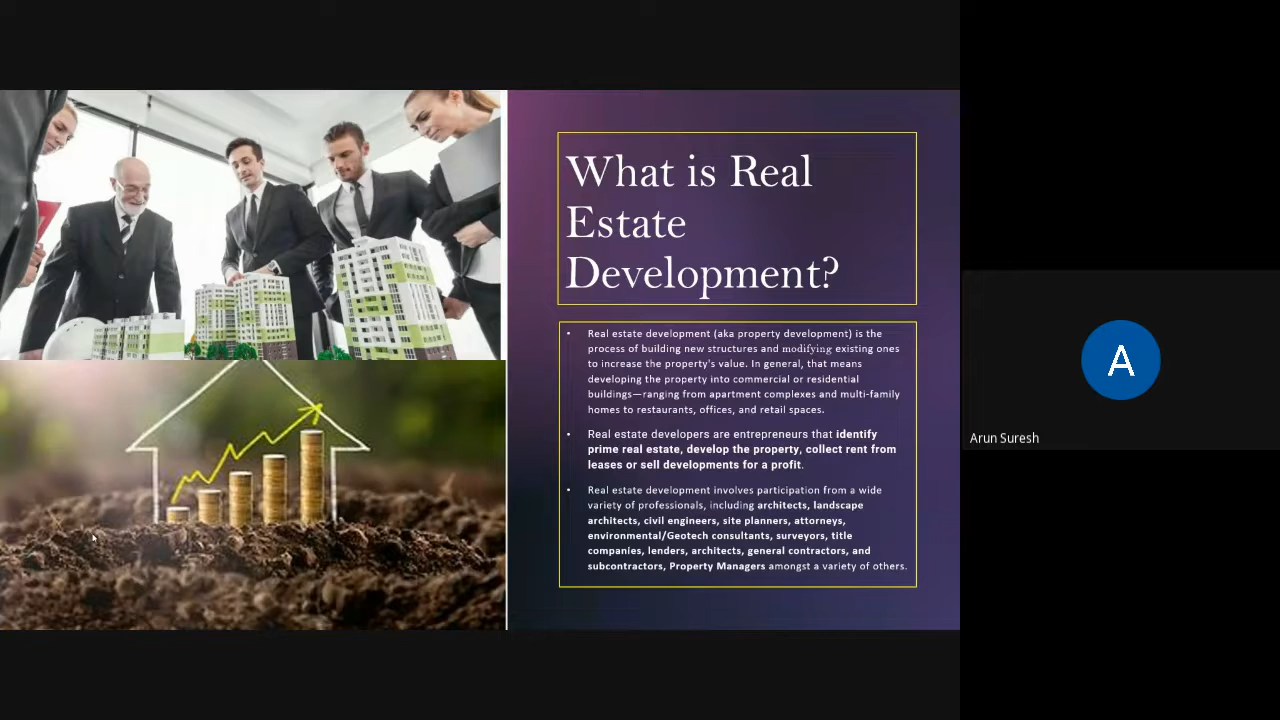 What is Real
Estate
Development?
• Real estate development (aka property development) is the
process of building new structures and modifying existing ones
to increase the property's value. In general, that means
developing the property into commercial or residential
buildings—ranging from apartment complexes and multi-family
homes to restaurants, offices, and retail spaces.
• Real estate developers are entrepreneurs that identify
prime real estate, develop the property, collect rent from
leases or sell developments for a profit.
• Real estate development involves participation from a wide
variety of professionals, including architects, landscape
architects, civil engineers, site planners, attorneys,
environmental/Geotech consultants, surveyors, title
companies, lenders, architects, general contractors, and
subcontractors, Property Managers amongst a variety of others.
A
Arun Suresh